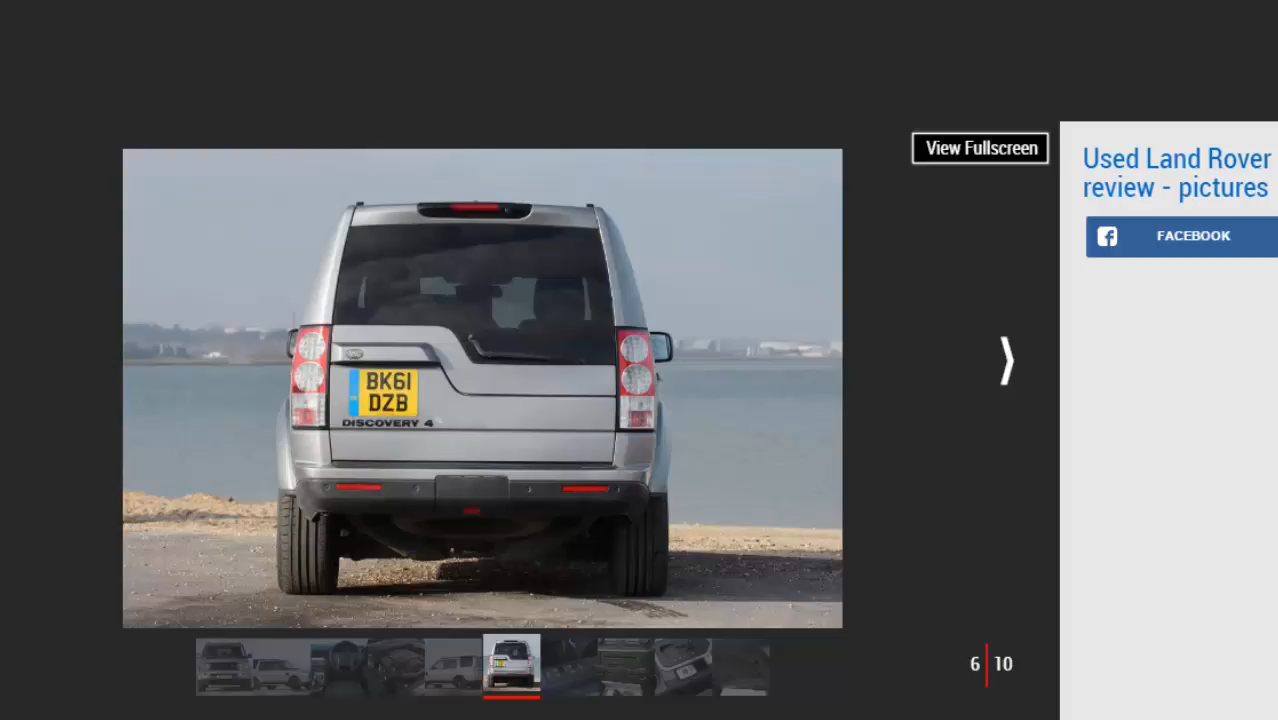 View Fullscreen
Used Land Rover
review - pictures
FACEBOOK
BK61
DZB
DISCOVERY 4
6 10